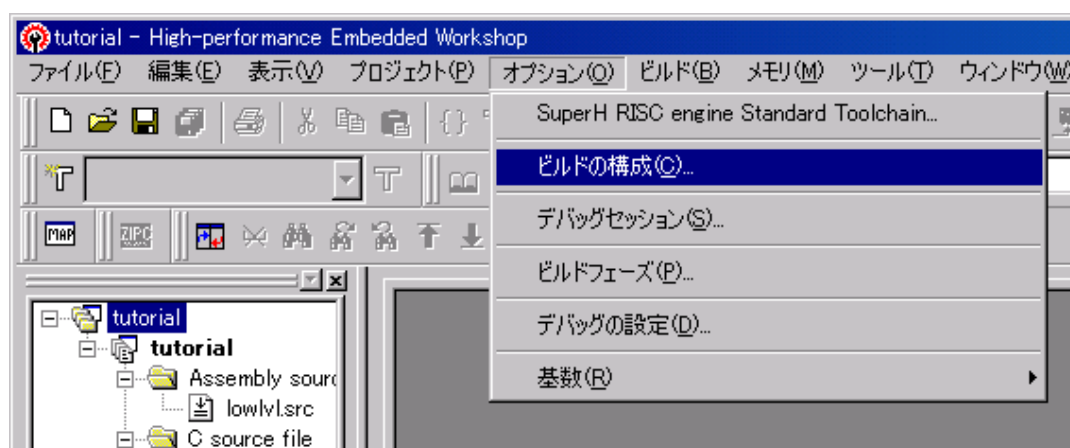 tutorial - High-performance Embedded Workshop
ファイル(F) 編集(E) 表示(V) プロジェクト(P) オプション(O) ビルド(B) メモリ(M) ツール(T) ウィンドウ(W)
SuperH RISC engine Standard Toolchain...
ビルドの構成(C)...
デバッグセッション(S)...
ビルドフェーズ(P)...
デバッグの設定(D)...
基数(R)
MAP ZIPC
tutorial
tutorial
Assembly sourc
lowlvl.src
C source file